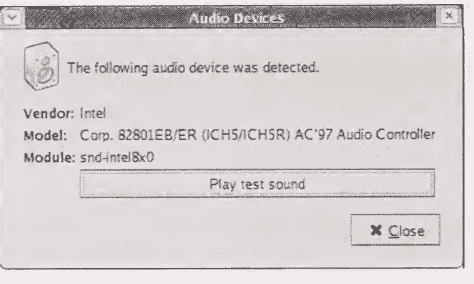 Audio Devices
The following audio device was detected.
Vendor: Intel
Model: Corp. 82801EB/ER (ICH5/ICH5R) AC'97 Audio Controller
Module: snd-intel8x0
Play test sound
Close